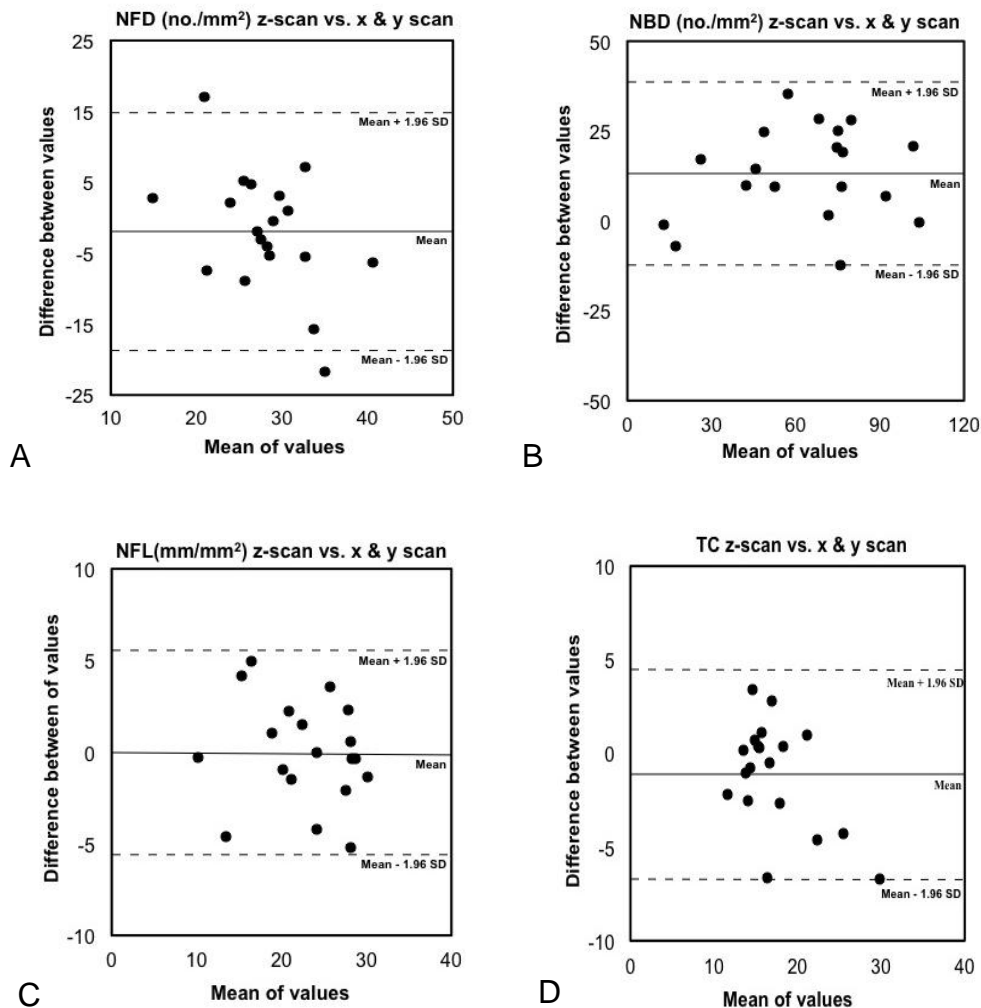 NFD (no./mm²) z-scan vs. x & y scan
25
15
5
-5
-15
-25
Difference between values
Mean + 1.96 SD
Mean
Mean - 1.96 SD
10 20 30 40 50
Mean of values
A
NBD (no./mm²) z-scan vs. x & y scan
50
25
0
-25
-50
Difference between values
Mean + 1.96 SD
Mean
Mean - 1.96 SD
0 30 60 90 120
Mean of values
B
NFL(mm/mm²) z-scan vs. x & y scan
10
5
0
-5
-10
Difference between of values
Mean + 1.96 SD
Mean
Mean - 1.96 SD
0 10 20 30 40
Mean of values
C
TC z-scan vs. x & y scan
10
5
0
-5
-10
Difference between values
Mean + 1.96 SD
Mean
Mean - 1.96 SD
0 10 20 30 40
Mean of values
D